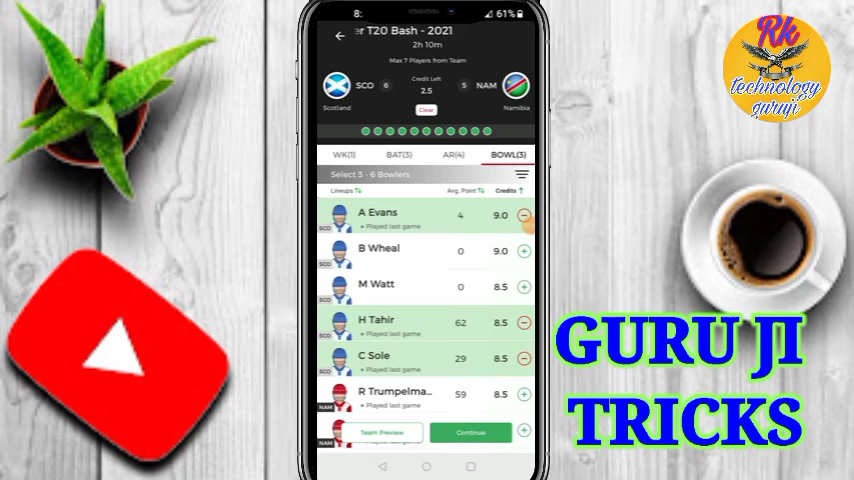 8:
61%
er T20 Bash - 2021
2h 10m
Max 7 Players from Team
SCO 6
Credit Left
5 NAM
2.5
Scotland
Namibia
Clear
WK(1) BAT(3) AR(4) BOWL(3)
Select 3 - 6 Bowlers
Lineups Avg. Point Credits
A Evans 4 9.0
SCO • Played last game
B Wheal 0 9.0
SCO
M Watt 0 8.5
SCO
H Tahir 62 8.5
SCO • Played last game
C Sole 29 8.5
SCO • Played last game
R Trumpelma... 59 8.5
NAM • Played last game
Team Preview Continue
NAM
Rk
technology
guruji
GURU JI
TRICKS